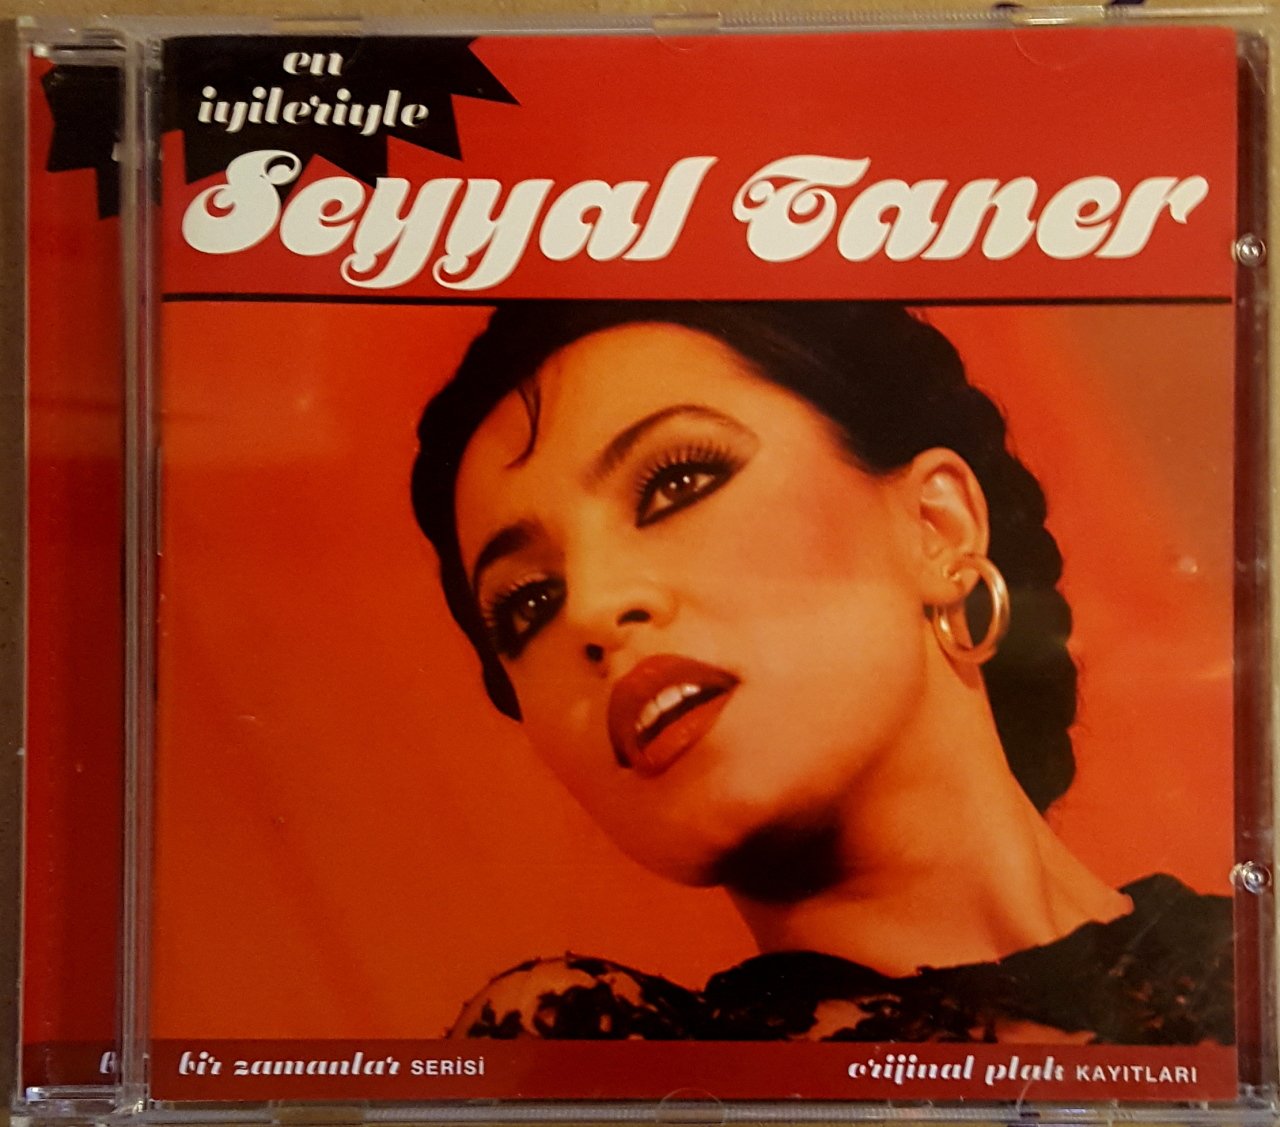 en
iyileriyle
Seyyal Taner
bir zamanlar SERİSİ
orijinal plak KAYITLARI